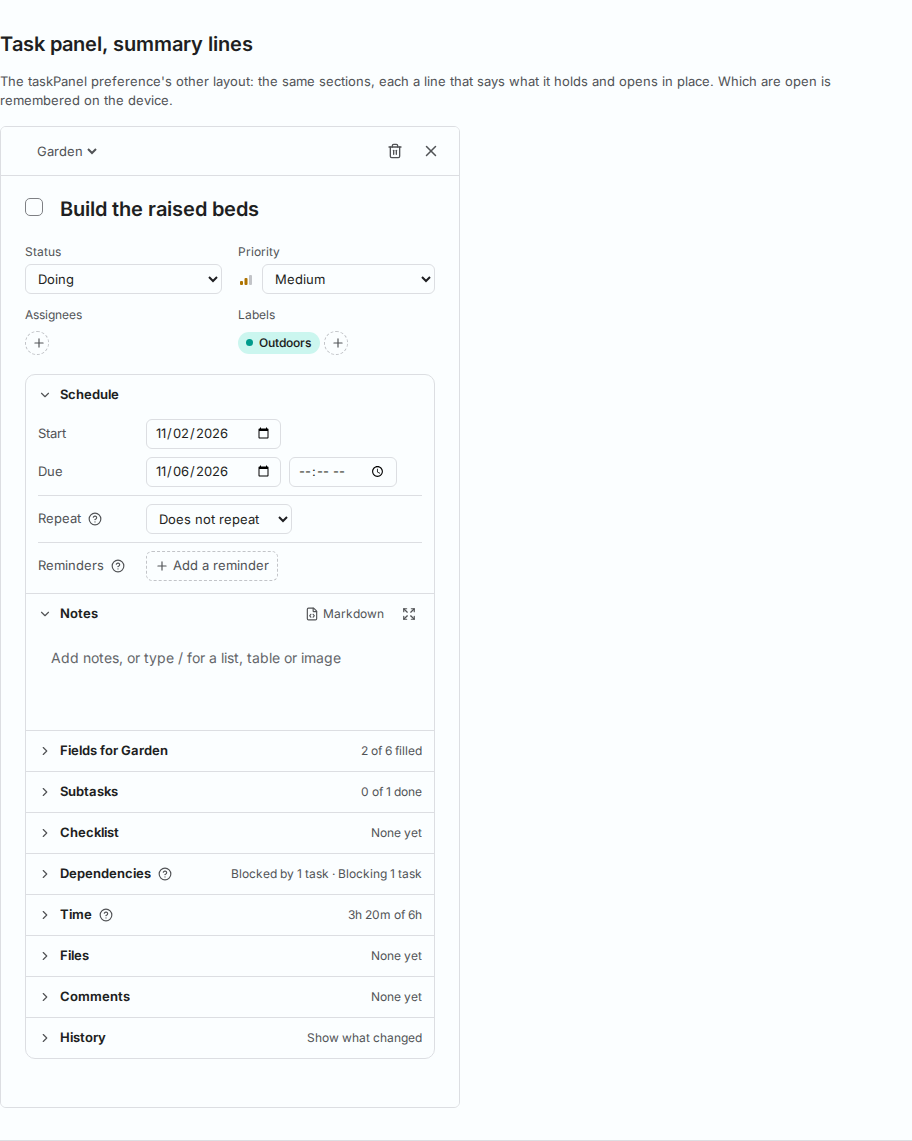 Task panel, summary lines
The taskPanel preference's other layout: the same sections, each a line that says what it holds and opens in place. Which are open is
remembered on the device.
Garden
Build the raised beds
Status Priority
Doing Medium
Assignees Labels
Outdoors
Schedule
Start 11/02/2026
Due 11/06/2026 --:-- --
Repeat Does not repeat
Reminders Add a reminder
Notes Markdown
Add notes, or type / for a list, table or image
Fields for Garden 2 of 6 filled
Subtasks 0 of 1 done
Checklist None yet
Dependencies Blocked by 1 task · Blocking 1 task
Time 3h 20m of 6h
Files None yet
Comments None yet
History Show what changed